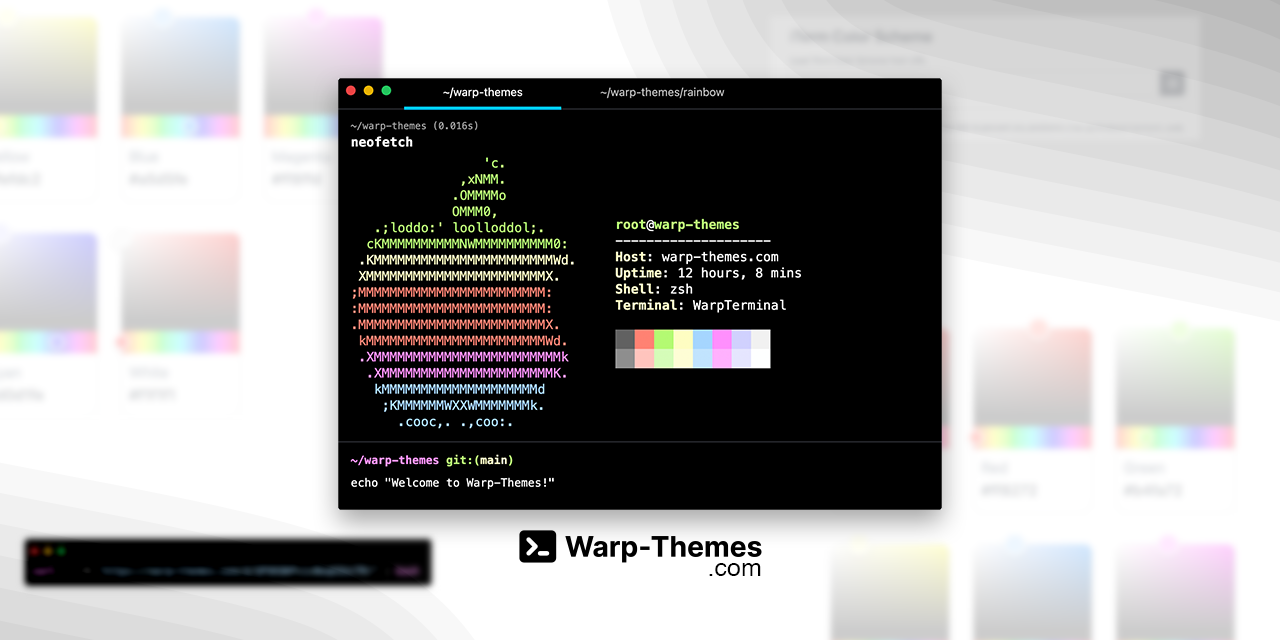 ~/warp-themes
~/warp-themes/rainbow
~/warp-themes (0.016s)
neofetch
'c.
,xNMM.
.OMMMMo
OMMM0,
.;loddo:' loolloddol;.
cKMMMMMMMMMMNWMMMMMMMMMM0:
.KMMMMMMMMMMMMMMMMMMMMMMMWd.
XMMMMMMMMMMMMMMMMMMMMMMMX.
;MMMMMMMMMMMMMMMMMMMMMMMM:
:MMMMMMMMMMMMMMMMMMMMMMMM:
.MMMMMMMMMMMMMMMMMMMMMMMMX.
kMMMMMMMMMMMMMMMMMMMMMMMMWd.
.XMMMMMMMMMMMMMMMMMMMMMMMMMMk
.XMMMMMMMMMMMMMMMMMMMMMMMMK.
kMMMMMMMMMMMMMMMMMMMMMMd
;KMMMMMMMWXXWMMMMMMMk.
.cooc,. .,coo:.
root@warp-themes
--------------------
Host: warp-themes.com
Uptime: 12 hours, 8 mins
Shell: zsh
Terminal: WarpTerminal
~/warp-themes git:(main)
echo "Welcome to Warp-Themes!"
Warp-Themes
.com